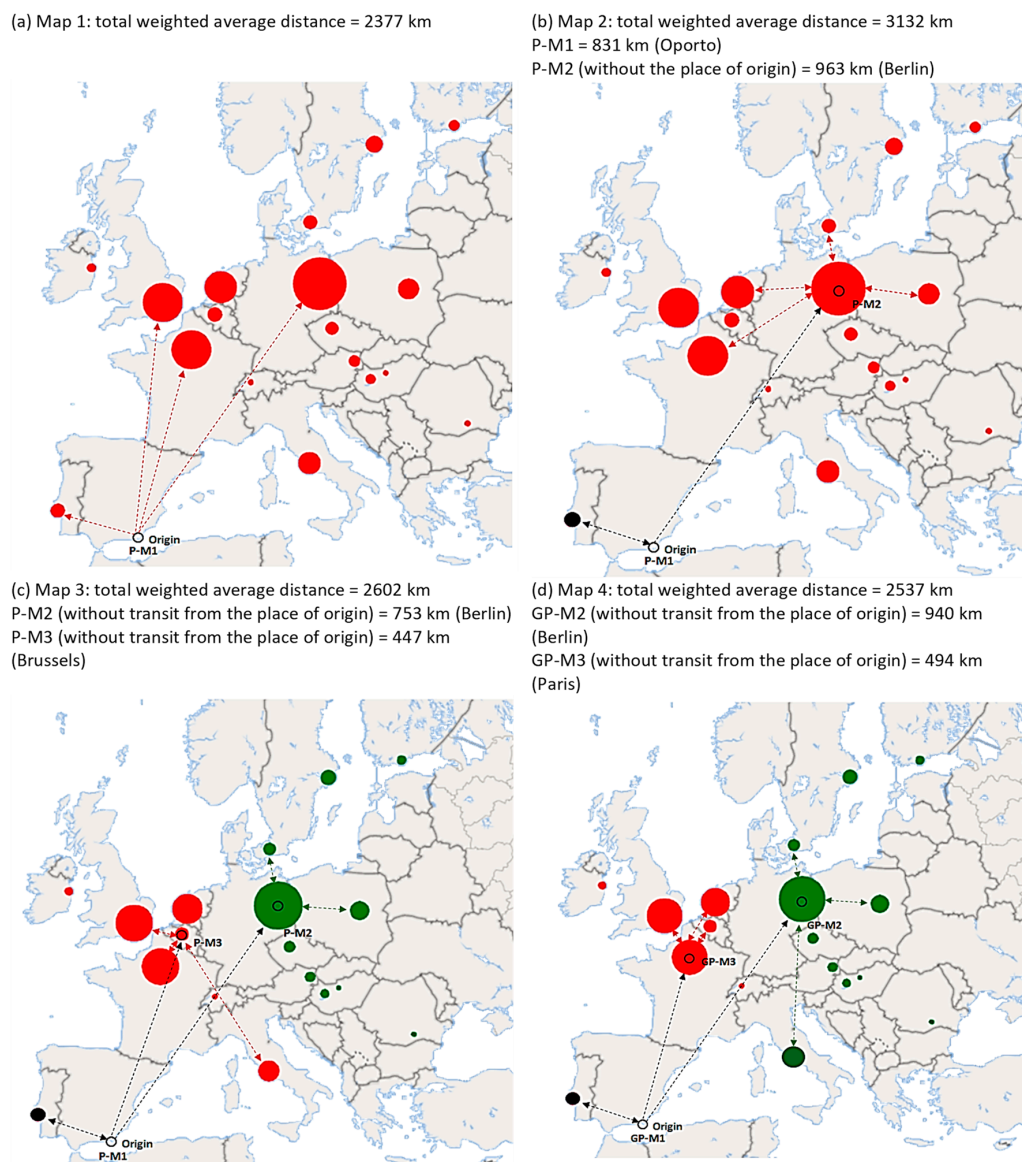 (a) Map 1: total weighted average distance = 2377 km
(b) Map 2: total weighted average distance = 3132 km
P-M1 = 831 km (Oporto)
P-M2 (without the place of origin) = 963 km (Berlin)
Origin
P-M1
P-M2
Origin
P-M1
(c) Map 3: total weighted average distance = 2602 km
P-M2 (without transit from the place of origin) = 753 km (Berlin)
P-M3 (without transit from the place of origin) = 447 km
(Brussels)
(d) Map 4: total weighted average distance = 2537 km
GP-M2 (without transit from the place of origin) = 940 km
(Berlin)
GP-M3 (without transit from the place of origin) = 494 km
(Paris)
P-M2
P-M3
Origin
P-M1
GP-M2
GP-M3
Origin
GP-M1